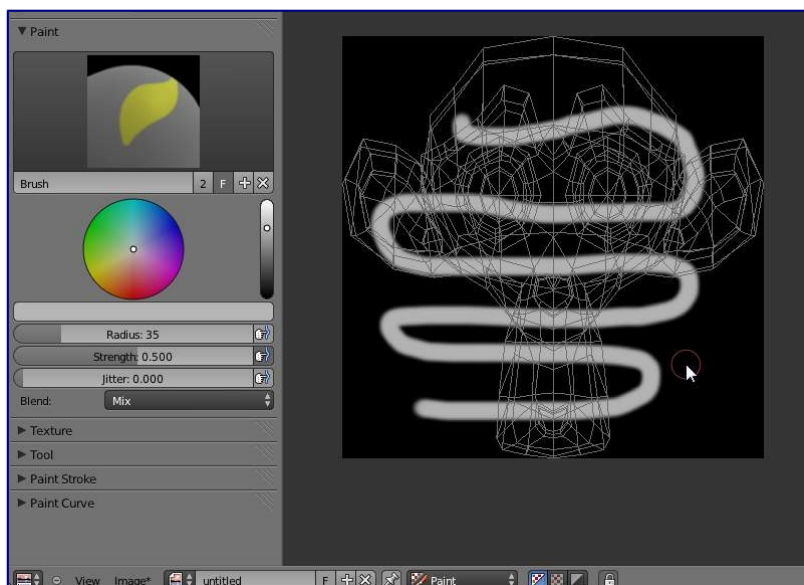 Paint
Brush 2 F
Radius: 35
Strength: 0.500
Jitter: 0.000
Blend: Mix
Texture
Tool
Paint Stroke
Paint Curve
View Image* untitled F Paint